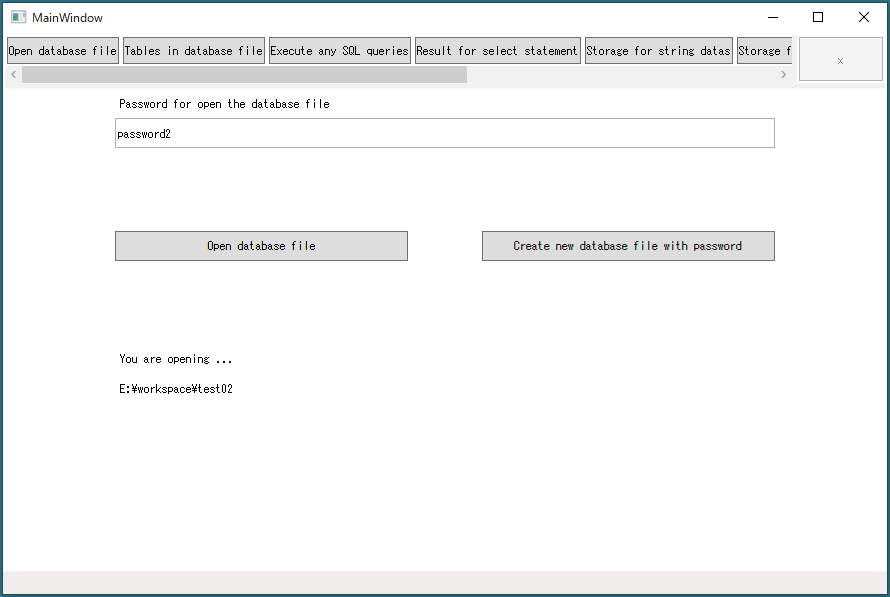 MainWindow
Open database file Tables in database file Execute any SQL queries Result for select statement Storage for string datas Storage f
x
Password for open the database file
password2
Open database file Create new database file with password
You are opening ...
E:¥workspace¥test02